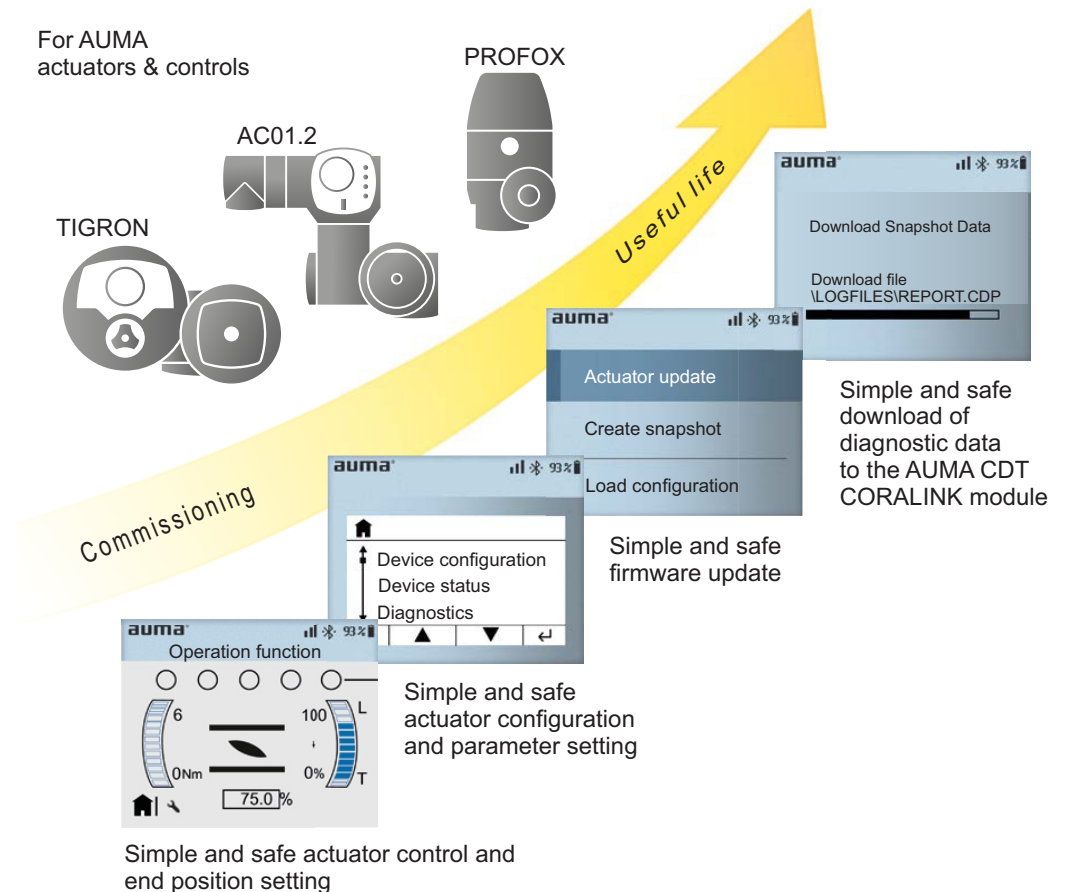 For AUMA
actuators & controls
PROFOX
AC01.2
TIGRON
Useful life
Commissioning
auma 93%
Download Snapshot Data
Download file
\LOGFILES\REPORT.CDP
Simple and safe
download of
diagnostic data
to the AUMA CDT
CORALINK module
auma 93%
Actuator update
Create snapshot
Load configuration
Simple and safe
firmware update
auma 93%
Device configuration
Device status
Diagnostics
Simple and safe
actuator configuration
and parameter setting
auma 93%
Operation function
6 100 L
0Nm 0% T
75.0 %
Simple and safe actuator control and
end position setting